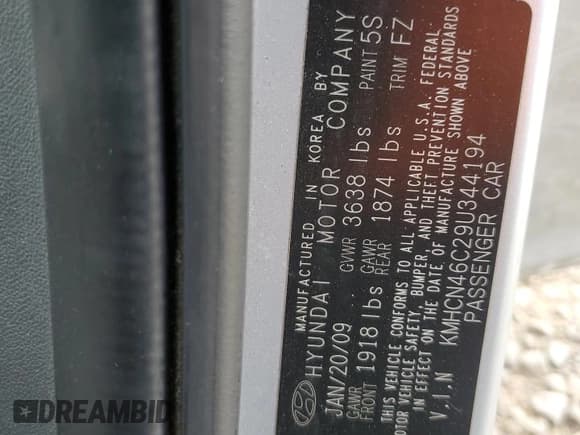 MANUFACTURED IN KOREA BY
HYUNDAI MOTOR COMPANY
JAN/20/09 GVWR 3638 lbs PAINT 5S
GAWR FRONT 1918 lbs GAWR REAR 1874 lbs TRIM FZ
THIS VEHICLE CONFORMS TO ALL APPLICABLE U.S.A. FEDERAL
MOTOR VEHICLE SAFETY, BUMPER, AND THEFT PREVENTION STANDARDS
IN EFFECT ON THE DATE OF MANUFACTURE SHOWN ABOVE
V.I.N KMHCN46C29U344194
PASSENGER CAR
DREAMBID